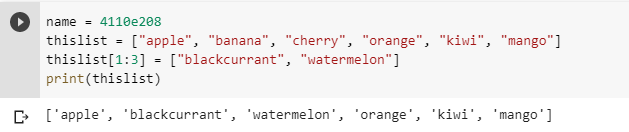 name = 4110e208
thislist = ["apple", "banana", "cherry", "orange", "kiwi", "mango"]
thislist[1:3] = ["blackcurrant", "watermelon"]
print(thislist)
['apple', 'blackcurrant', 'watermelon', 'orange', 'kiwi', 'mango']